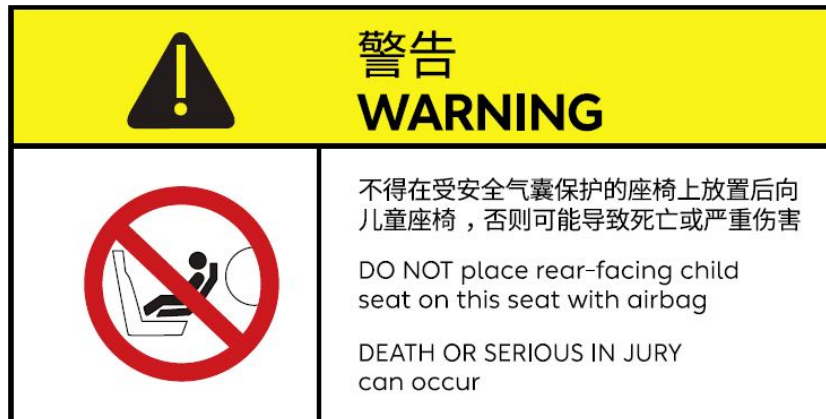 警告
WARNING
不得在受安全气囊保护的座椅上放置后向
儿童座椅，否则可能导致死亡或严重伤害
DO NOT place rear-facing child
seat on this seat with airbag
DEATH OR SERIOUS IN JURY
can occur